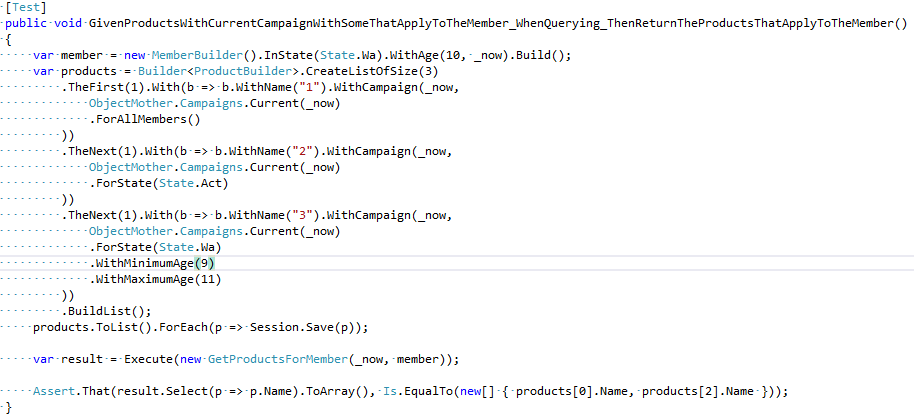 [Test]
public void GivenProductsWithCurrentCampaignWithSomeThatApplyToTheMember_WhenQuerying_ThenReturnTheProductsThatApplyToTheMember()
{
    var member = new MemberBuilder().InState(State.Wa).WithAge(10, _now).Build();
    var products = Builder<ProductBuilder>.CreateListOfSize(3)
        .TheFirst(1).With(b => b.WithName("1").WithCampaign(_now,
            ObjectMother.Campaigns.Current(_now)
            .ForAllMembers()
        ))
        .TheNext(1).With(b => b.WithName("2").WithCampaign(_now,
            ObjectMother.Campaigns.Current(_now)
            .ForState(State.Act)
        ))
        .TheNext(1).With(b => b.WithName("3").WithCampaign(_now,
            ObjectMother.Campaigns.Current(_now)
            .ForState(State.Wa)
            .WithMinimumAge(9)
            .WithMaximumAge(11)
        ))
        .BuildList();
    products.ToList().ForEach(p => Session.Save(p));

    var result = Execute(new GetProductsForMember(_now, member));

    Assert.That(result.Select(p => p.Name).ToArray(), Is.EqualTo(new[] { products[0].Name, products[2].Name }));
}